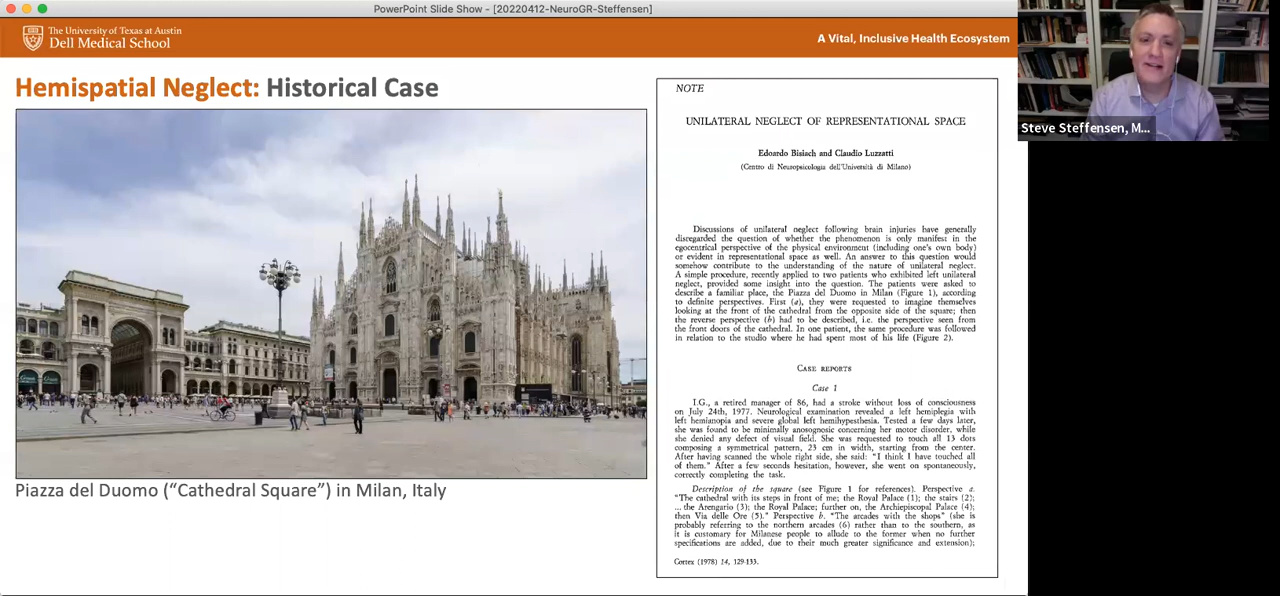 PowerPoint Slide Show - [20220412-NeuroGR-Steffensen]
The University of Texas at Austin
Dell Medical School
A Vital, Inclusive Health Ecosystem
Steve Steffensen, M...
Hemispatial Neglect: Historical Case
Piazza del Duomo (“Cathedral Square”) in Milan, Italy
NOTE
UNILATERAL NEGLECT OF REPRESENTATIONAL SPACE
Edoardo Bisiach and Claudio Luzzatti
(Centro di Neuropsicologia dell'Università di Milano)
Discussions of unilateral neglect following brain injuries have generally
disregarded the question of whether the phenomenon is only manifest in the
egocentrical perspective of the physical environment (including one's own body)
or evident in representational space as well. An answer to this question would
somehow contribute to the understanding of the nature of unilateral neglect.
A simple procedure, recently applied to two patients who exhibited left unilateral
neglect, provided some insight into the question. The patients were asked to
describe a familiar place, the Piazza del Duomo in Milan (Figure 1), according
to definite perspectives. First (a), they were requested to imagine themselves
looking at the front of the cathedral from the opposite side of the square; then
the reverse perspective (b) had to be described, i.e. the perspective seen from
the front doors of the cathedral. In one patient, the same procedure was followed
in relation to the studio where he had spent most of his life (Figure 2).
CASE REPORTS
Case 1
I.G., a retired manager of 86, had a stroke without loss of consciousness
on July 24th, 1977. Neurological examination revealed a left hemiplegia with
left hemianopia and severe global left hemihypesthesia. Tested a few days later,
she was found to be minimally anosognosic concerning her motor disorder, while
she denied any defect of visual field. She was requested to touch all 13 dots
composing a symmetrical pattern, 23 cm in width, starting from the center.
After having scanned the whole right side, she said: "I think I have touched all
of them." After a few seconds hesitation, however, she went on spontaneously,
correctly completing the task.
Description of the square (see Figure 1 for references). Perspective a.
"The cathedral with its steps in front of me; the Royal Palace (1); the stairs (2);
... the Arengario (3); the Royal Palace; further on, the Archiepiscopal Palace (4);
then Via delle Ore (5)." Perspective b. "The arcades with the shops" (she is
probably referring to the northern arcades (6) rather than to the southern, as
it is customary for Milanese people to allude to the former when no further
specifications are added, due to their much greater significance and extension);
Cortex (1978) 14, 129-133.